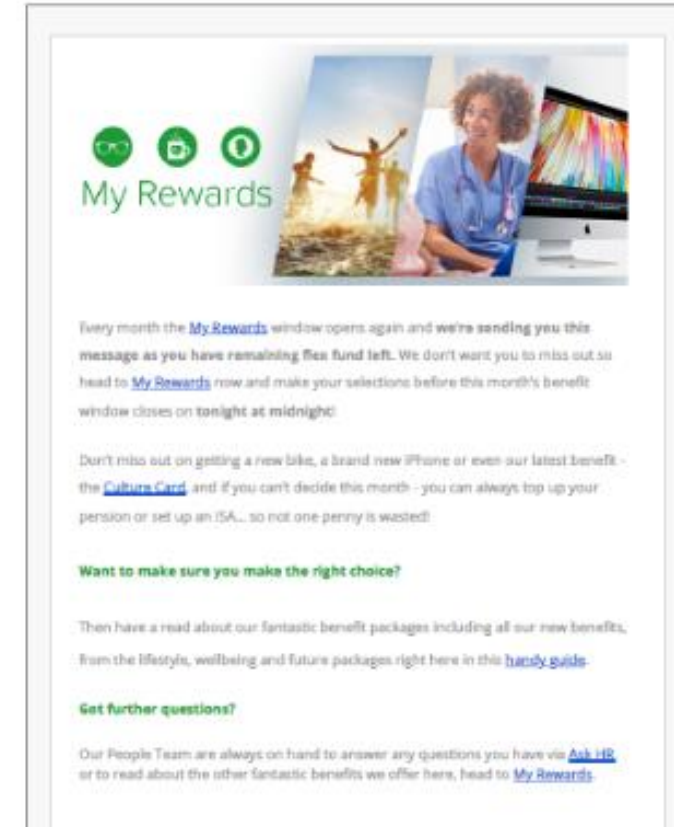 My Rewards
Every month the My Rewards window opens again and we're sending you this
message as you have remaining flex fund left. We don't want you to miss out so
head to My Rewards now and make your selections before this month's benefit
window closes on tonight at midnight!
Don't miss out on getting a new bike, a brand new iPhone or even our latest benefit -
the Culture Card, and if you can't decide this month - you can always top up your
pension or set up an ISA... so not one penny is wasted!
Want to make sure you make the right choice?
Then have a read about our fantastic benefit packages including all our new benefits,
from the lifestyle, wellbeing and future packages right here in this handy guide.
Got further questions?
Our People Team are always on hand to answer any questions you have via Ask HR
or to read about the other fantastic benefits we offer here, head to My Rewards.